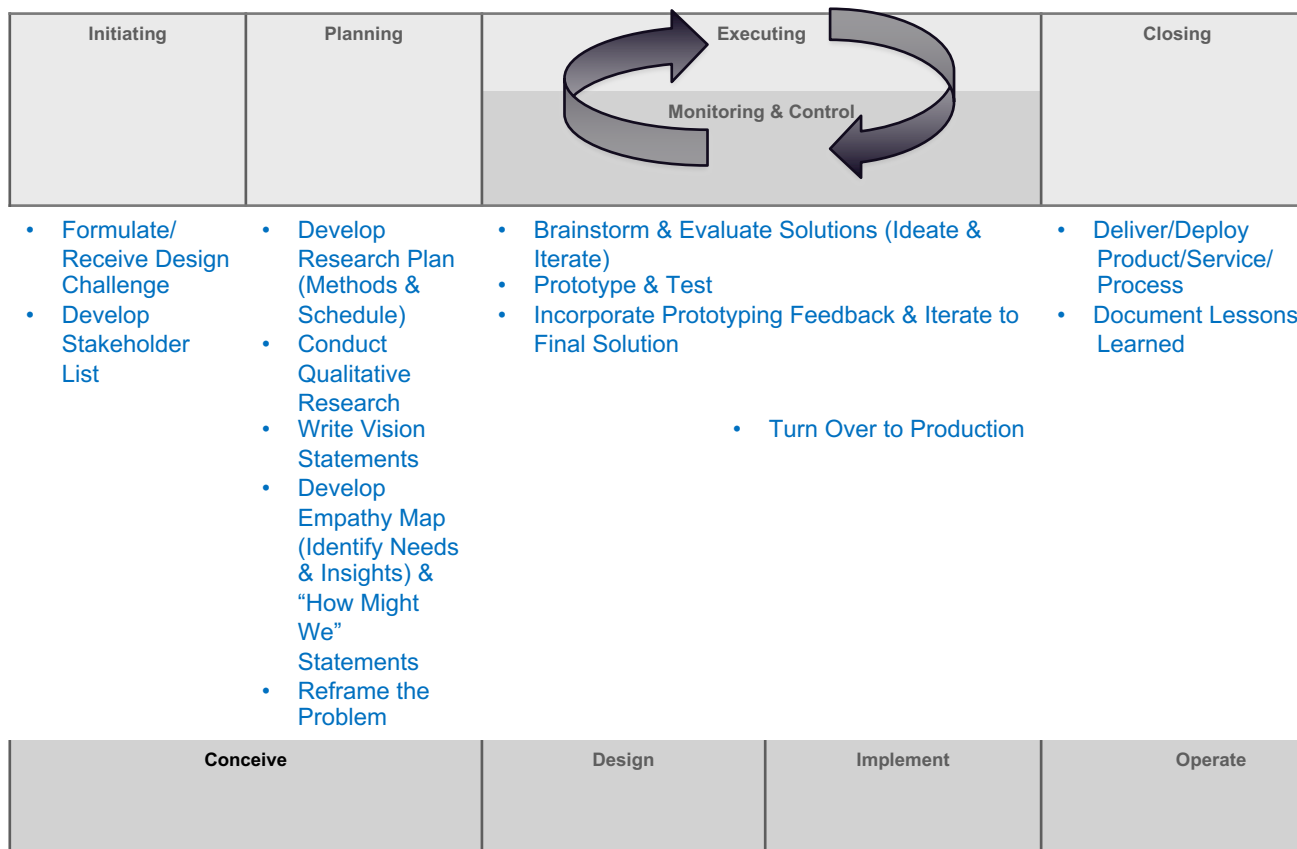 Initiating
Planning
Executing
Closing
Monitoring & Control
• Formulate/
Receive Design
Challenge
• Develop
Stakeholder
List
• Develop
Research Plan
(Methods &
Schedule)
• Conduct
Qualitative
Research
• Write Vision
Statements
• Develop
Empathy Map
(Identify Needs
& Insights) &
“How Might
We”
Statements
• Reframe the
Problem
• Brainstorm & Evaluate Solutions (Ideate &
Iterate)
• Prototype & Test
• Incorporate Prototyping Feedback & Iterate to
Final Solution
• Turn Over to Production
• Deliver/Deploy
Product/Service/
Process
• Document Lessons
Learned
Conceive
Design
Implement
Operate